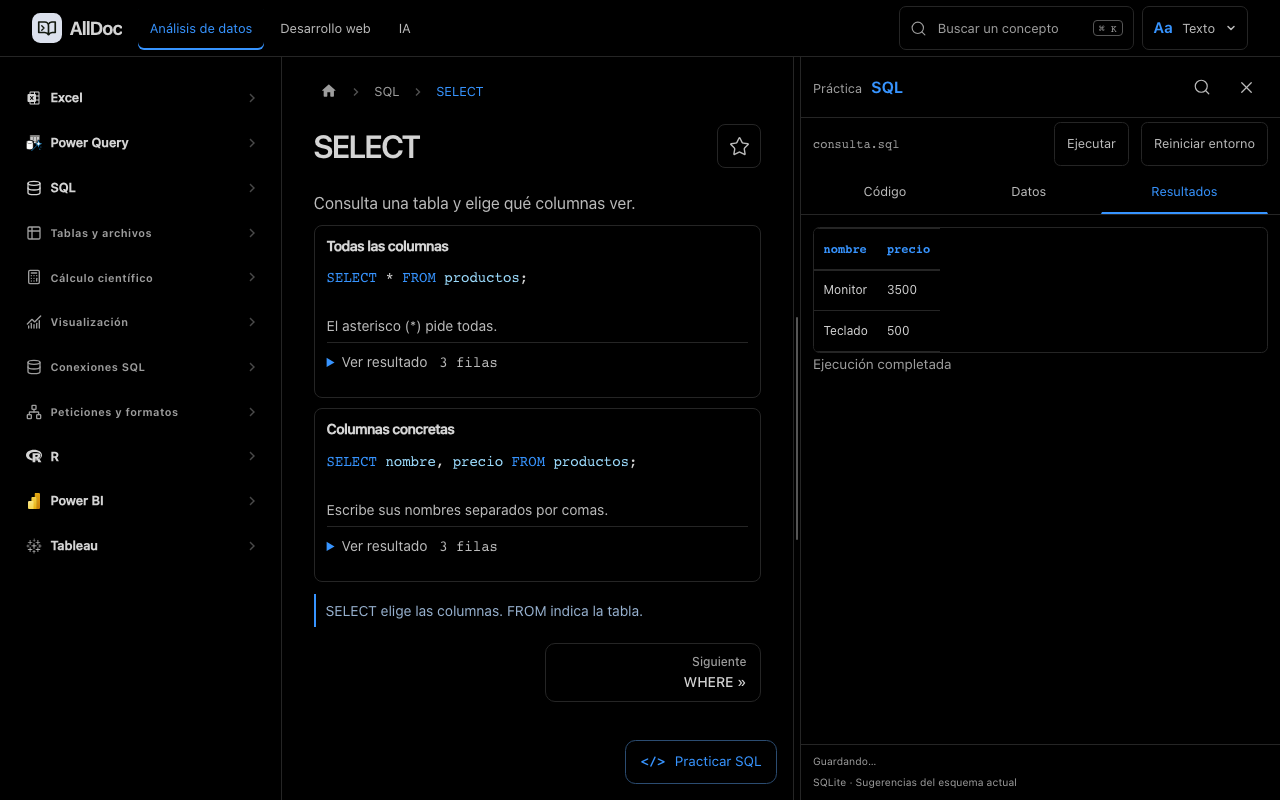 AllDoc
Análisis de datos
Desarrollo web
IA
Buscar un concepto
⌘ K
Aa Texto
Excel
Power Query
SQL
Tablas y archivos
Cálculo científico
Visualización
Conexiones SQL
Peticiones y formatos
R
Power BI
Tableau
SQL
SELECT
SELECT
Consulta una tabla y elige qué columnas ver.
Todas las columnas
SELECT * FROM productos;
El asterisco (*) pide todas.
Ver resultado 3 filas
Columnas concretas
SELECT nombre, precio FROM productos;
Escribe sus nombres separados por comas.
Ver resultado 3 filas
SELECT elige las columnas. FROM indica la tabla.
Siguiente
WHERE »
</> Practicar SQL
Práctica SQL
consulta.sql
Ejecutar
Reiniciar entorno
Código
Datos
Resultados
nombre precio
Monitor 3500
Teclado 500
Ejecución completada
Guardando…
SQLite · Sugerencias del esquema actual